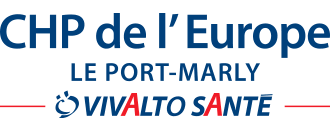 CHP de l'Europe
LE PORT-MARLY
VIVALTO SANTÉ